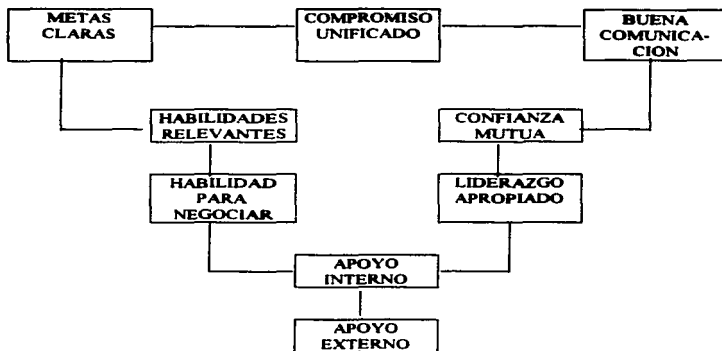 METAS
CLARAS
COMPROMISO
UNIFICADO
BUENA
COMUNICA-
CION
HABILIDADES
RELEVANTES
CONFIANZA
MUTUA
HABILIDAD
PARA
NEGOCIAR
LIDERAZGO
APROPIADO
APOYO
INTERNO
APOYO
EXTERNO